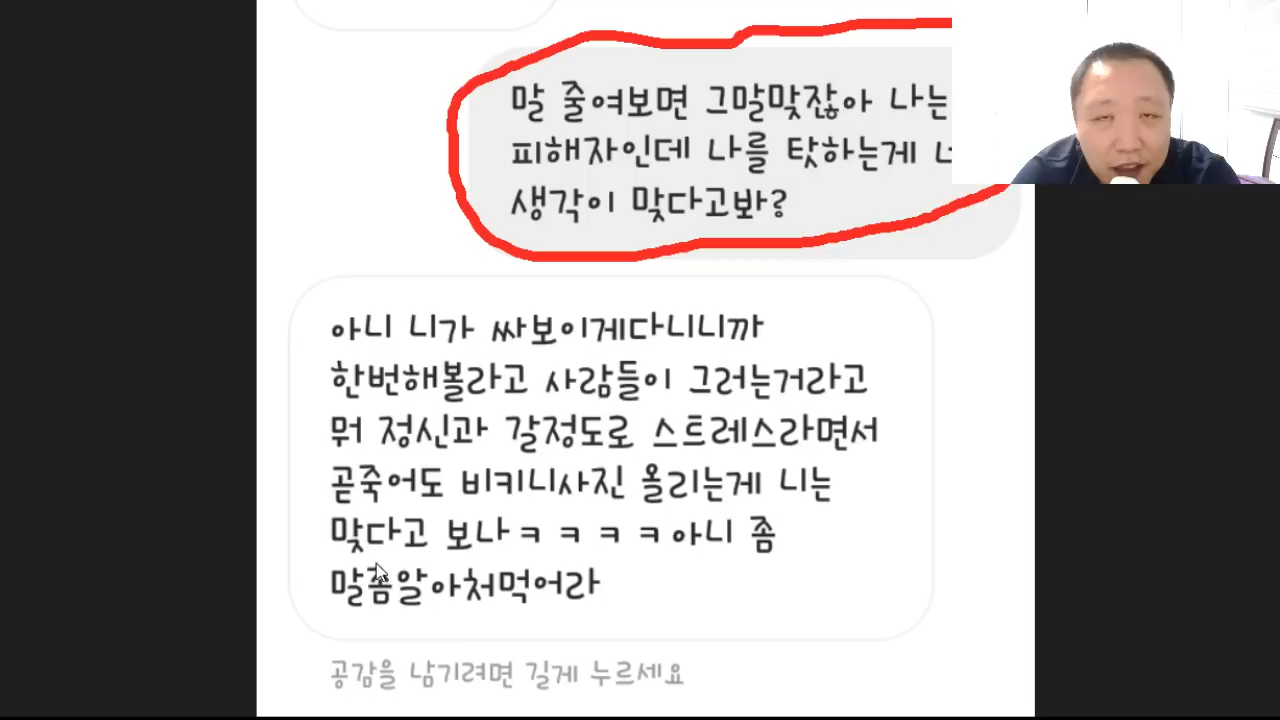 말 줄여보면 그말맞잖아 나는
피해자인데 나를 탓하는게
생각이 맞다고봐?
아니 니가 싸보이게다니니까
한번해볼라고 사람들이 그러는거라고
뭐 정신과 갈정도로 스트레스라면서
곧죽어도 비키니사진 올리는게 니는
맞다고 보나ㅋㅋㅋㅋ아니 좀
말좀알아처먹어라
공감을 남기려면 길게 누르세요